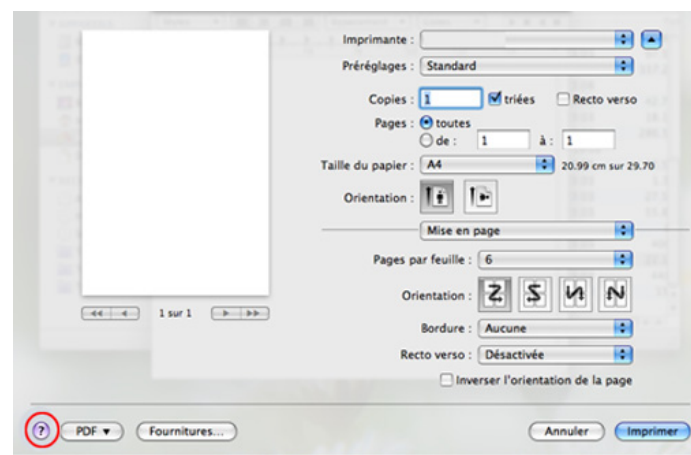 Imprimante :
Préréglages : Standard
Copies : 1 triées Recto verso
Pages : toutes
de : 1 à : 1
Taille du papier : A4 20.99 cm sur 29.70
Orientation :
Mise en page
Pages par feuille : 6
Orientation :
1 sur 1
Bordure : Aucune
Recto verso : Désactivée
Inverser l'orientation de la page
? PDF Fournitures... Annuler Imprimer